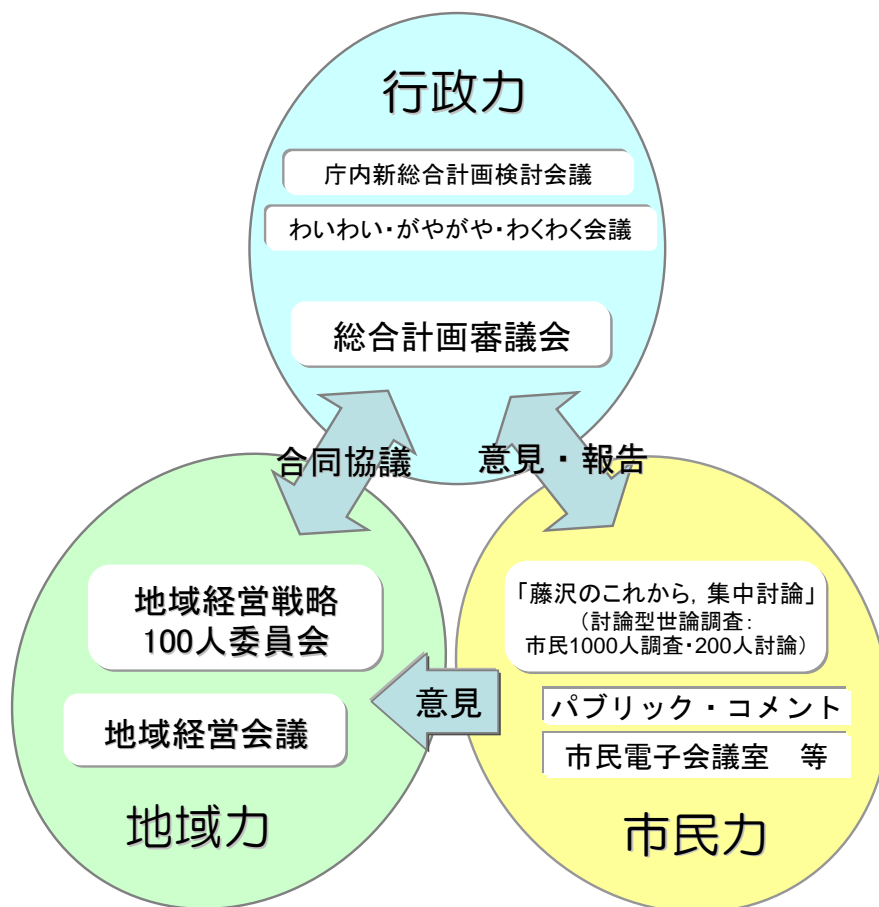 行政力
庁内新総合計画検討会議
わいわい・がやがや・わくわく会議
総合計画審議会
合同協議
意見・報告
地域経営戦略
100人委員会
地域経営会議
地域力
意見
「藤沢のこれから,集中討論」
（討論型世論調査：
市民1000人調査・200人討論）
パブリック・コメント
市民電子会議室　等
市民力